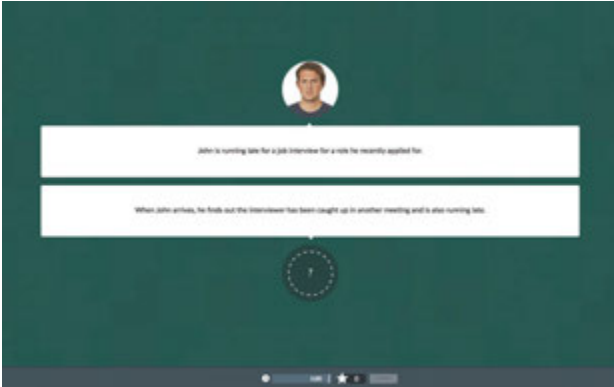 John is running late for a job interview for a role he recently applied for.
When John arrives, he finds out the interviewer has been caught up in another meeting and is also running late.
?
0